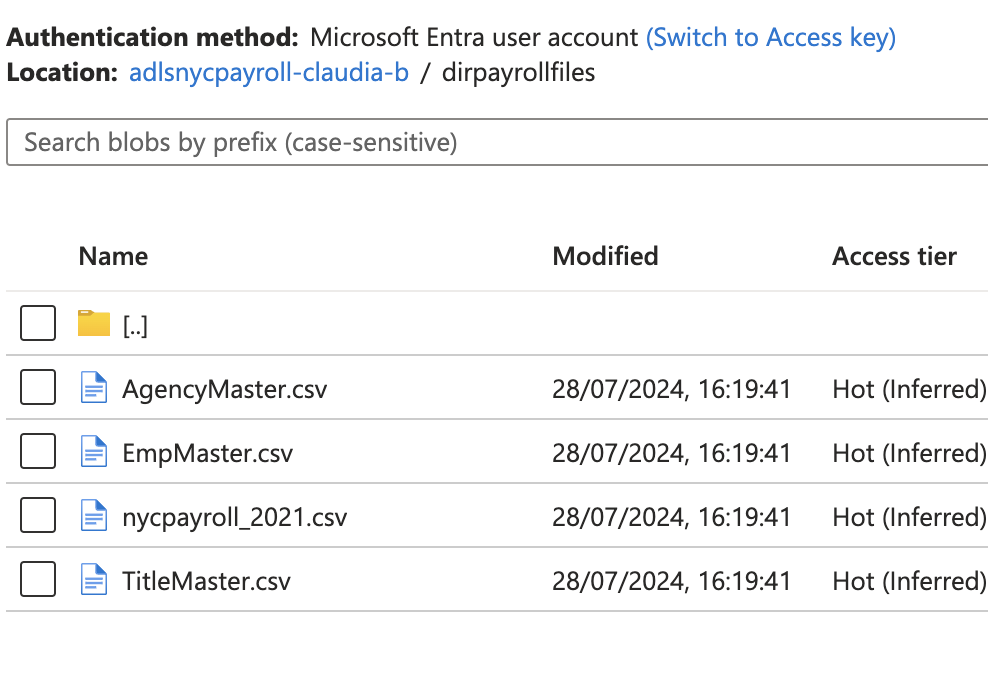 Authentication method: Microsoft Entra user account (Switch to Access key)
Location: adlsnycpayroll-claudia-b / dirpayrollfiles
Search blobs by prefix (case-sensitive)
Name Modified Access tier
[..]
AgencyMaster.csv 28/07/2024, 16:19:41 Hot (Inferred)
EmpMaster.csv 28/07/2024, 16:19:41 Hot (Inferred)
nycpayroll_2021.csv 28/07/2024, 16:19:41 Hot (Inferred)
TitleMaster.csv 28/07/2024, 16:19:41 Hot (Inferred)